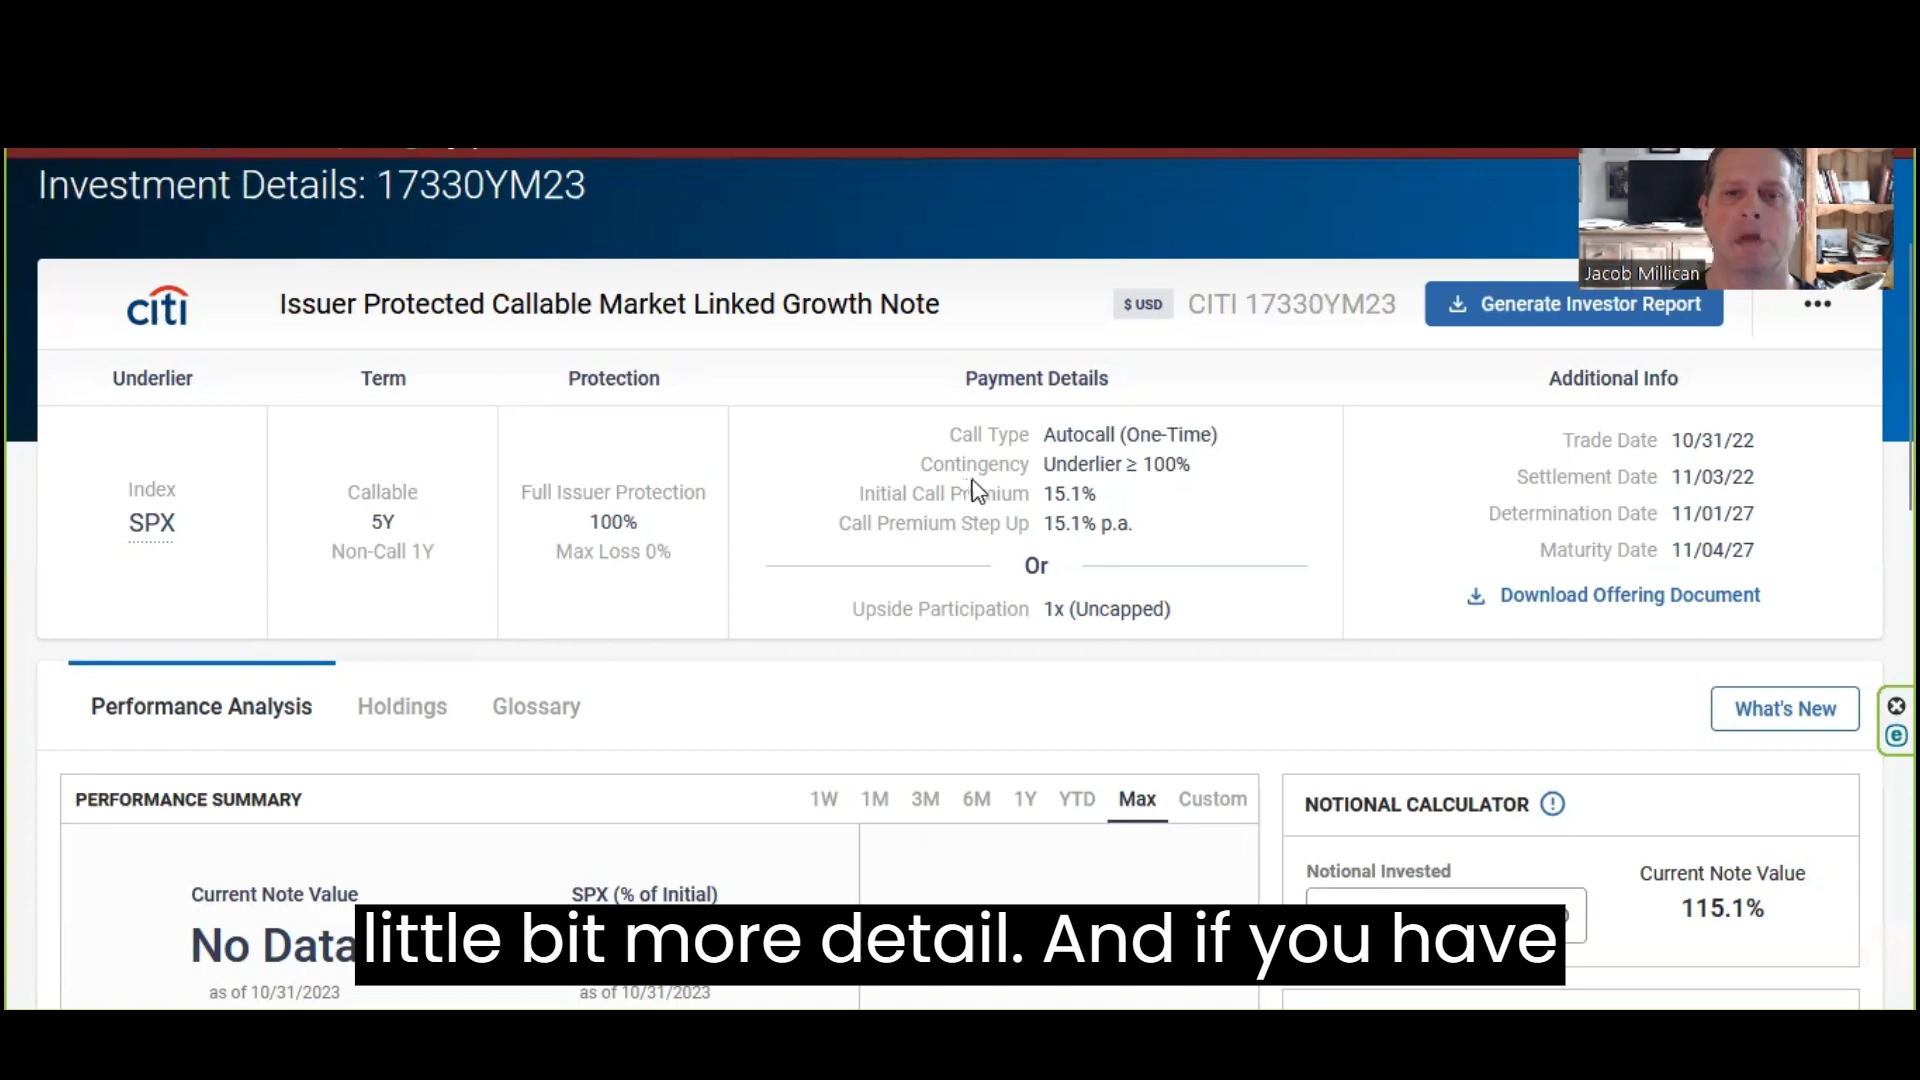 Investment Details: 17330YM23
Jacob Millican
citi
Issuer Protected Callable Market Linked Growth Note
$ USD
CITI 17330YM23
Generate Investor Report
Underlier
Term
Protection
Payment Details
Additional Info
Index
SPX
Callable
5Y
Non-Call 1Y
Full Issuer Protection
100%
Max Loss 0%
Call Type Autocall (One-Time)
Contingency Underlier ≥ 100%
Initial Call Premium 15.1%
Call Premium Step Up 15.1% p.a.
Or
Upside Participation 1x (Uncapped)
Trade Date 10/31/22
Settlement Date 11/03/22
Determination Date 11/01/27
Maturity Date 11/04/27
Download Offering Document
Performance Analysis
Holdings
Glossary
What's New
PERFORMANCE SUMMARY
1W 1M 3M 6M 1Y YTD Max Custom
Current Note Value
No Data
as of 10/31/2023
SPX (% of Initial)
as of 10/31/2023
NOTIONAL CALCULATOR
Notional Invested
Current Note Value
115.1%
little bit more detail. And if you have